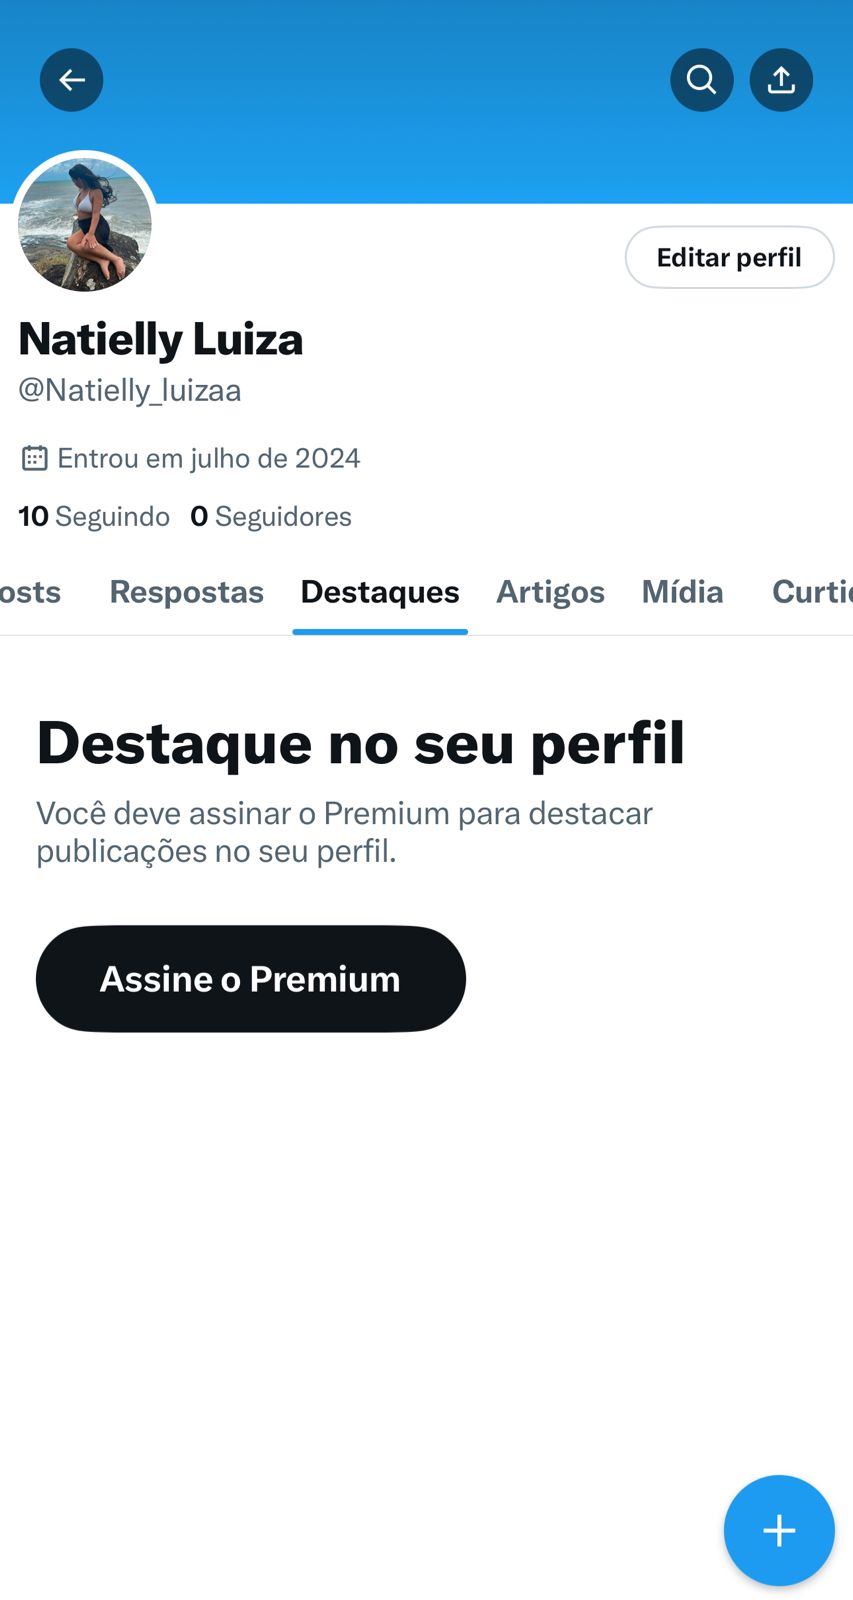 Editar perfil
Natielly Luiza
@Natielly_luizaa
Entrou em julho de 2024
10 Seguindo 0 Seguidores
osts Respostas Destaques Artigos Mídia Curtic
Destaque no seu perfil
Você deve assinar o Premium para destacar
publicações no seu perfil.
Assine o Premium